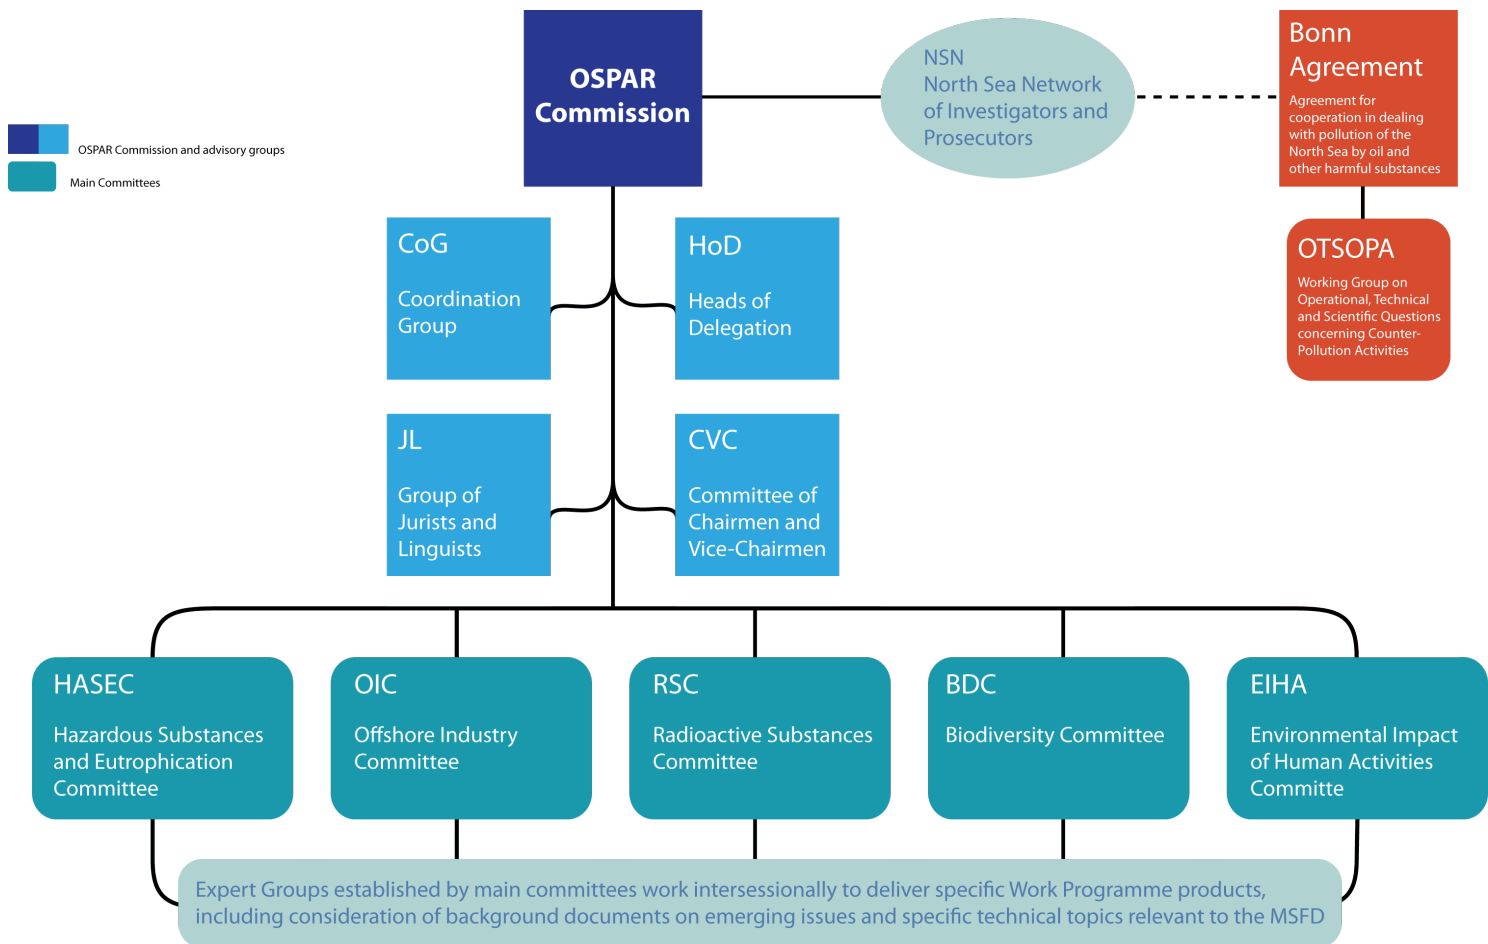 OSPAR
Commission
NSN
North Sea Network
of Investigators and
Prosecutors
Bonn
Agreement
Agreement for
cooperation in dealing
with pollution of the
North Sea by oil and
other harmful substances
OSPAR Commission and advisory groups
Main Committees
CoG
Coordination
Group
HoD
Heads of
Delegation
OTSOPA
Working Group on
Operational, Technical
and Scientific Questions
concerning Counter-
Pollution Activities
JL
Group of
Jurists and
Linguists
CVC
Committee of
Chairmen and
Vice-Chairmen
HASEC
Hazardous Substances
and Eutrophication
Committee
OIC
Offshore Industry
Committee
RSC
Radioactive Substances
Committee
BDC
Biodiversity Committee
EIHA
Environmental Impact
of Human Activities
Committe
Expert Groups established by main committees work intersessionally to deliver specific Work Programme products,
including consideration of background documents on emerging issues and specific technical topics relevant to the MSFD